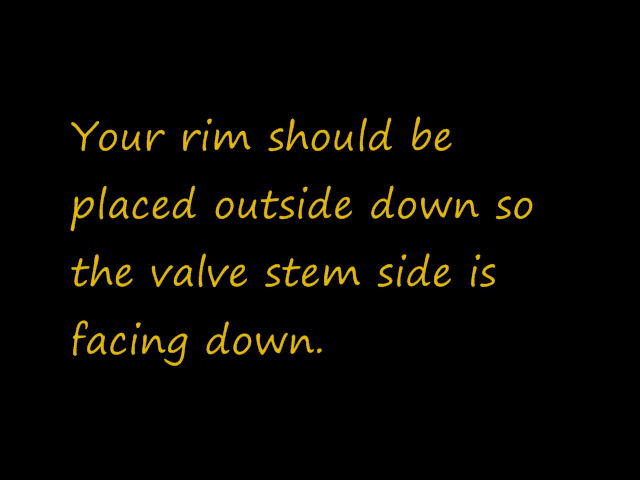 Your rim should be
placed outside down so
the valve stem side is
facing down.